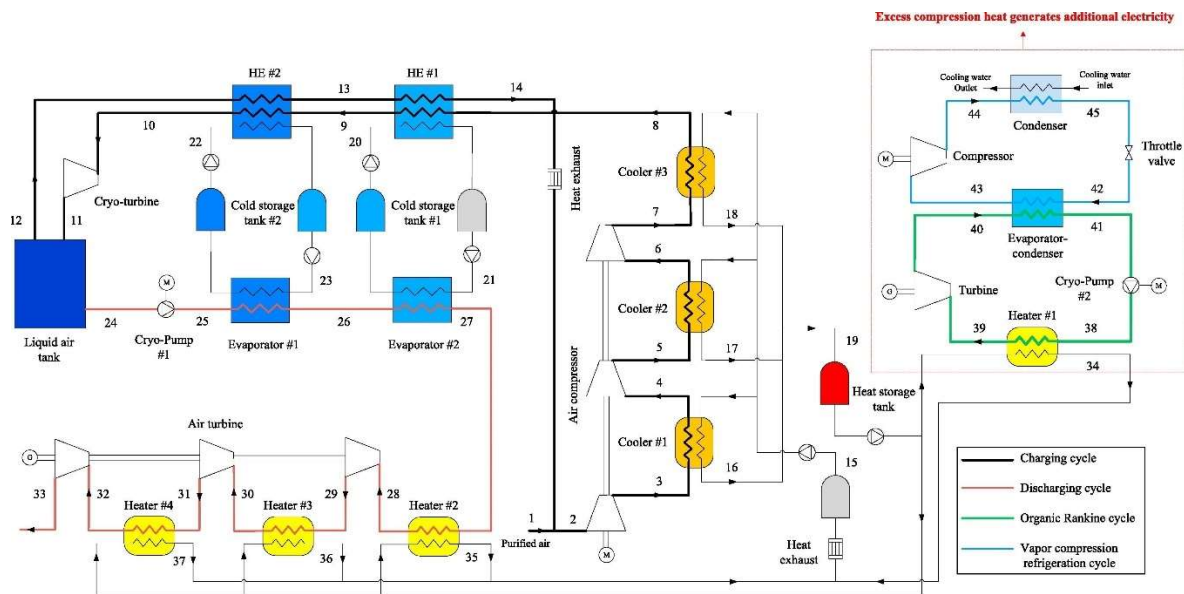 Excess compression heat generates additional electricity
HE #2
HE #1
13
14
10
9
8
22
20
12
11
Cryo-turbine
Cold storage
tank #2
Cold storage
tank #1
Heat exhaust
Cooler #3
7
18
6
23
21
24
25
26
27
M
Liquid air
tank
Cryo-Pump
#1
Evaporator #1
Evaporator #2
Cooler #2
5
17
4
Air compressor
Cooler #1
16
3
15
19
Heat storage
tank
Cooling water
Outlet
Cooling water
inlet
44
45
Condenser
M
Compressor
Throttle
valve
43
42
40
41
Evaporator-
condenser
G
Turbine
Cryo-Pump
#2
M
Heater #1
39
38
34
Air turbine
G
33
32
31
30
29
28
Heater #4
Heater #3
Heater #2
37
36
35
1
2
Purified air
M
Heat
exhaust
Charging cycle
Discharging cycle
Organic Rankine cycle
Vapor compression
refrigeration cycle